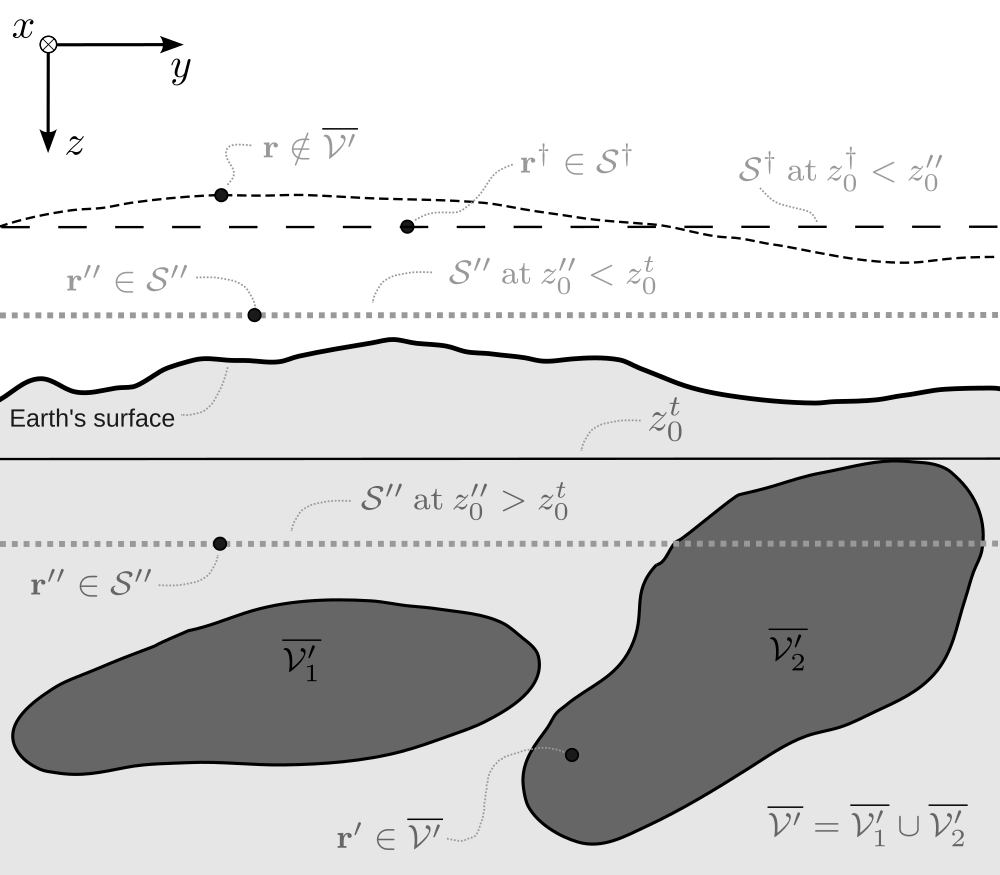 x
y
z
r ∉ V̅′
r† ∈ S†
S† at z₀† < z₀″
r″ ∈ S″
S″ at z₀″ < z₀ᵗ
Earth's surface
z₀ᵗ
S″ at z₀″ > z₀ᵗ
r″ ∈ S″
V̅₁′
V̅₂′
r′ ∈ V̅′
V̅′ = V̅₁′ ∪ V̅₂′